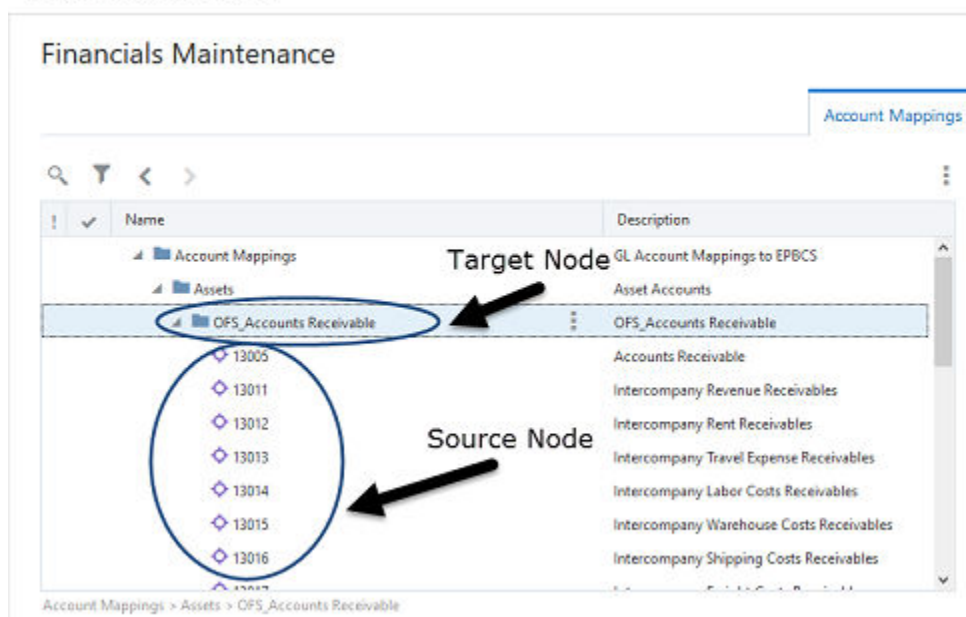 Financials Maintenance
Account Mappings
! Name Description
Account Mappings GL Account Mappings to EPBCS
Target Node
Assets Asset Accounts
OFS_Accounts Receivable OFS_Accounts Receivable
13005 Accounts Receivable
13011 Intercompany Revenue Receivables
13012 Intercompany Rent Receivables
Source Node
13013 Intercompany Travel Expense Receivables
13014 Intercompany Labor Costs Receivables
13015 Intercompany Warehouse Costs Receivables
13016 Intercompany Shipping Costs Receivables
Account Mappings > Assets > OFS_Accounts Receivable